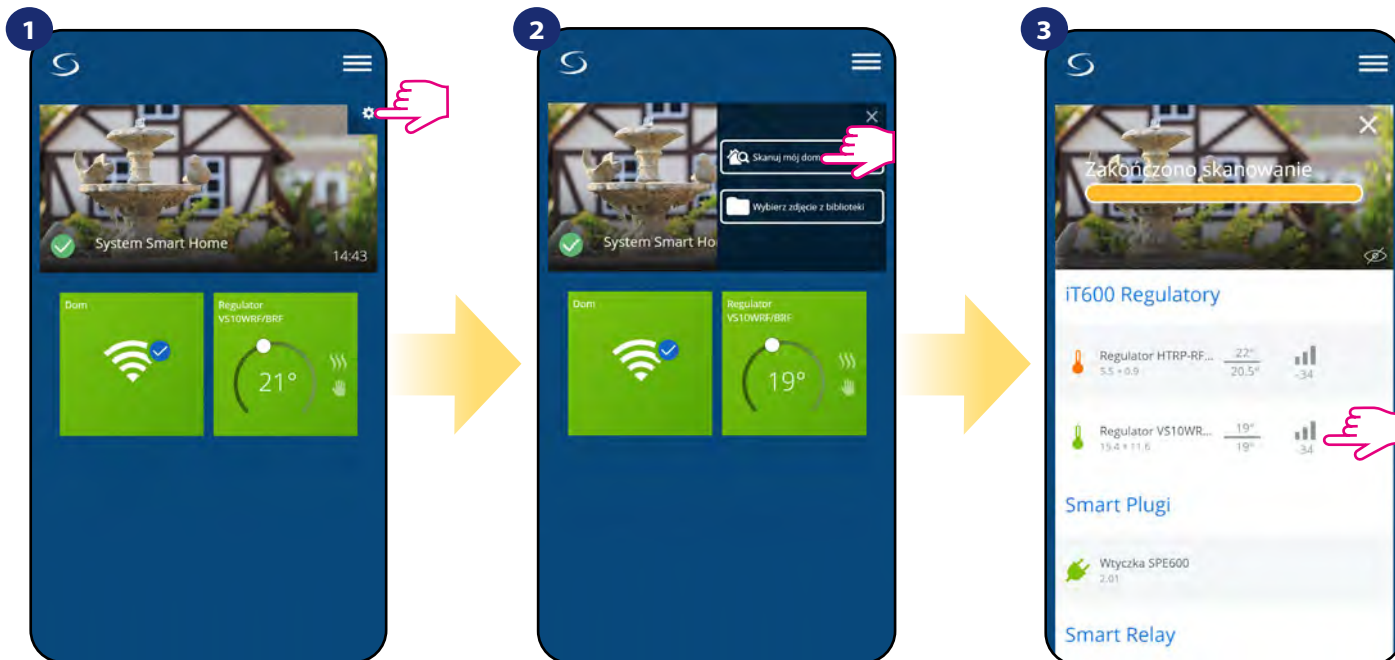 1
System Smart Home
14:43
Dom
Regulator
VS10WRF/BRF
21°
2
Skanuj mój dom
Wybierz zdjęcie z biblioteki
System Smart Ho
Dom
Regulator
VS10WRF/BRF
19°
3
Zakończono skanowanie
iT600 Regulatory
Regulator HTRP-RF... 22°
5.5 + 0.9 20.5° -34
Regulator VS10WR... 19°
15.4 + 11.6 19° -34
Smart Plugi
Wtyczka SPE600
2.01
Smart Relay